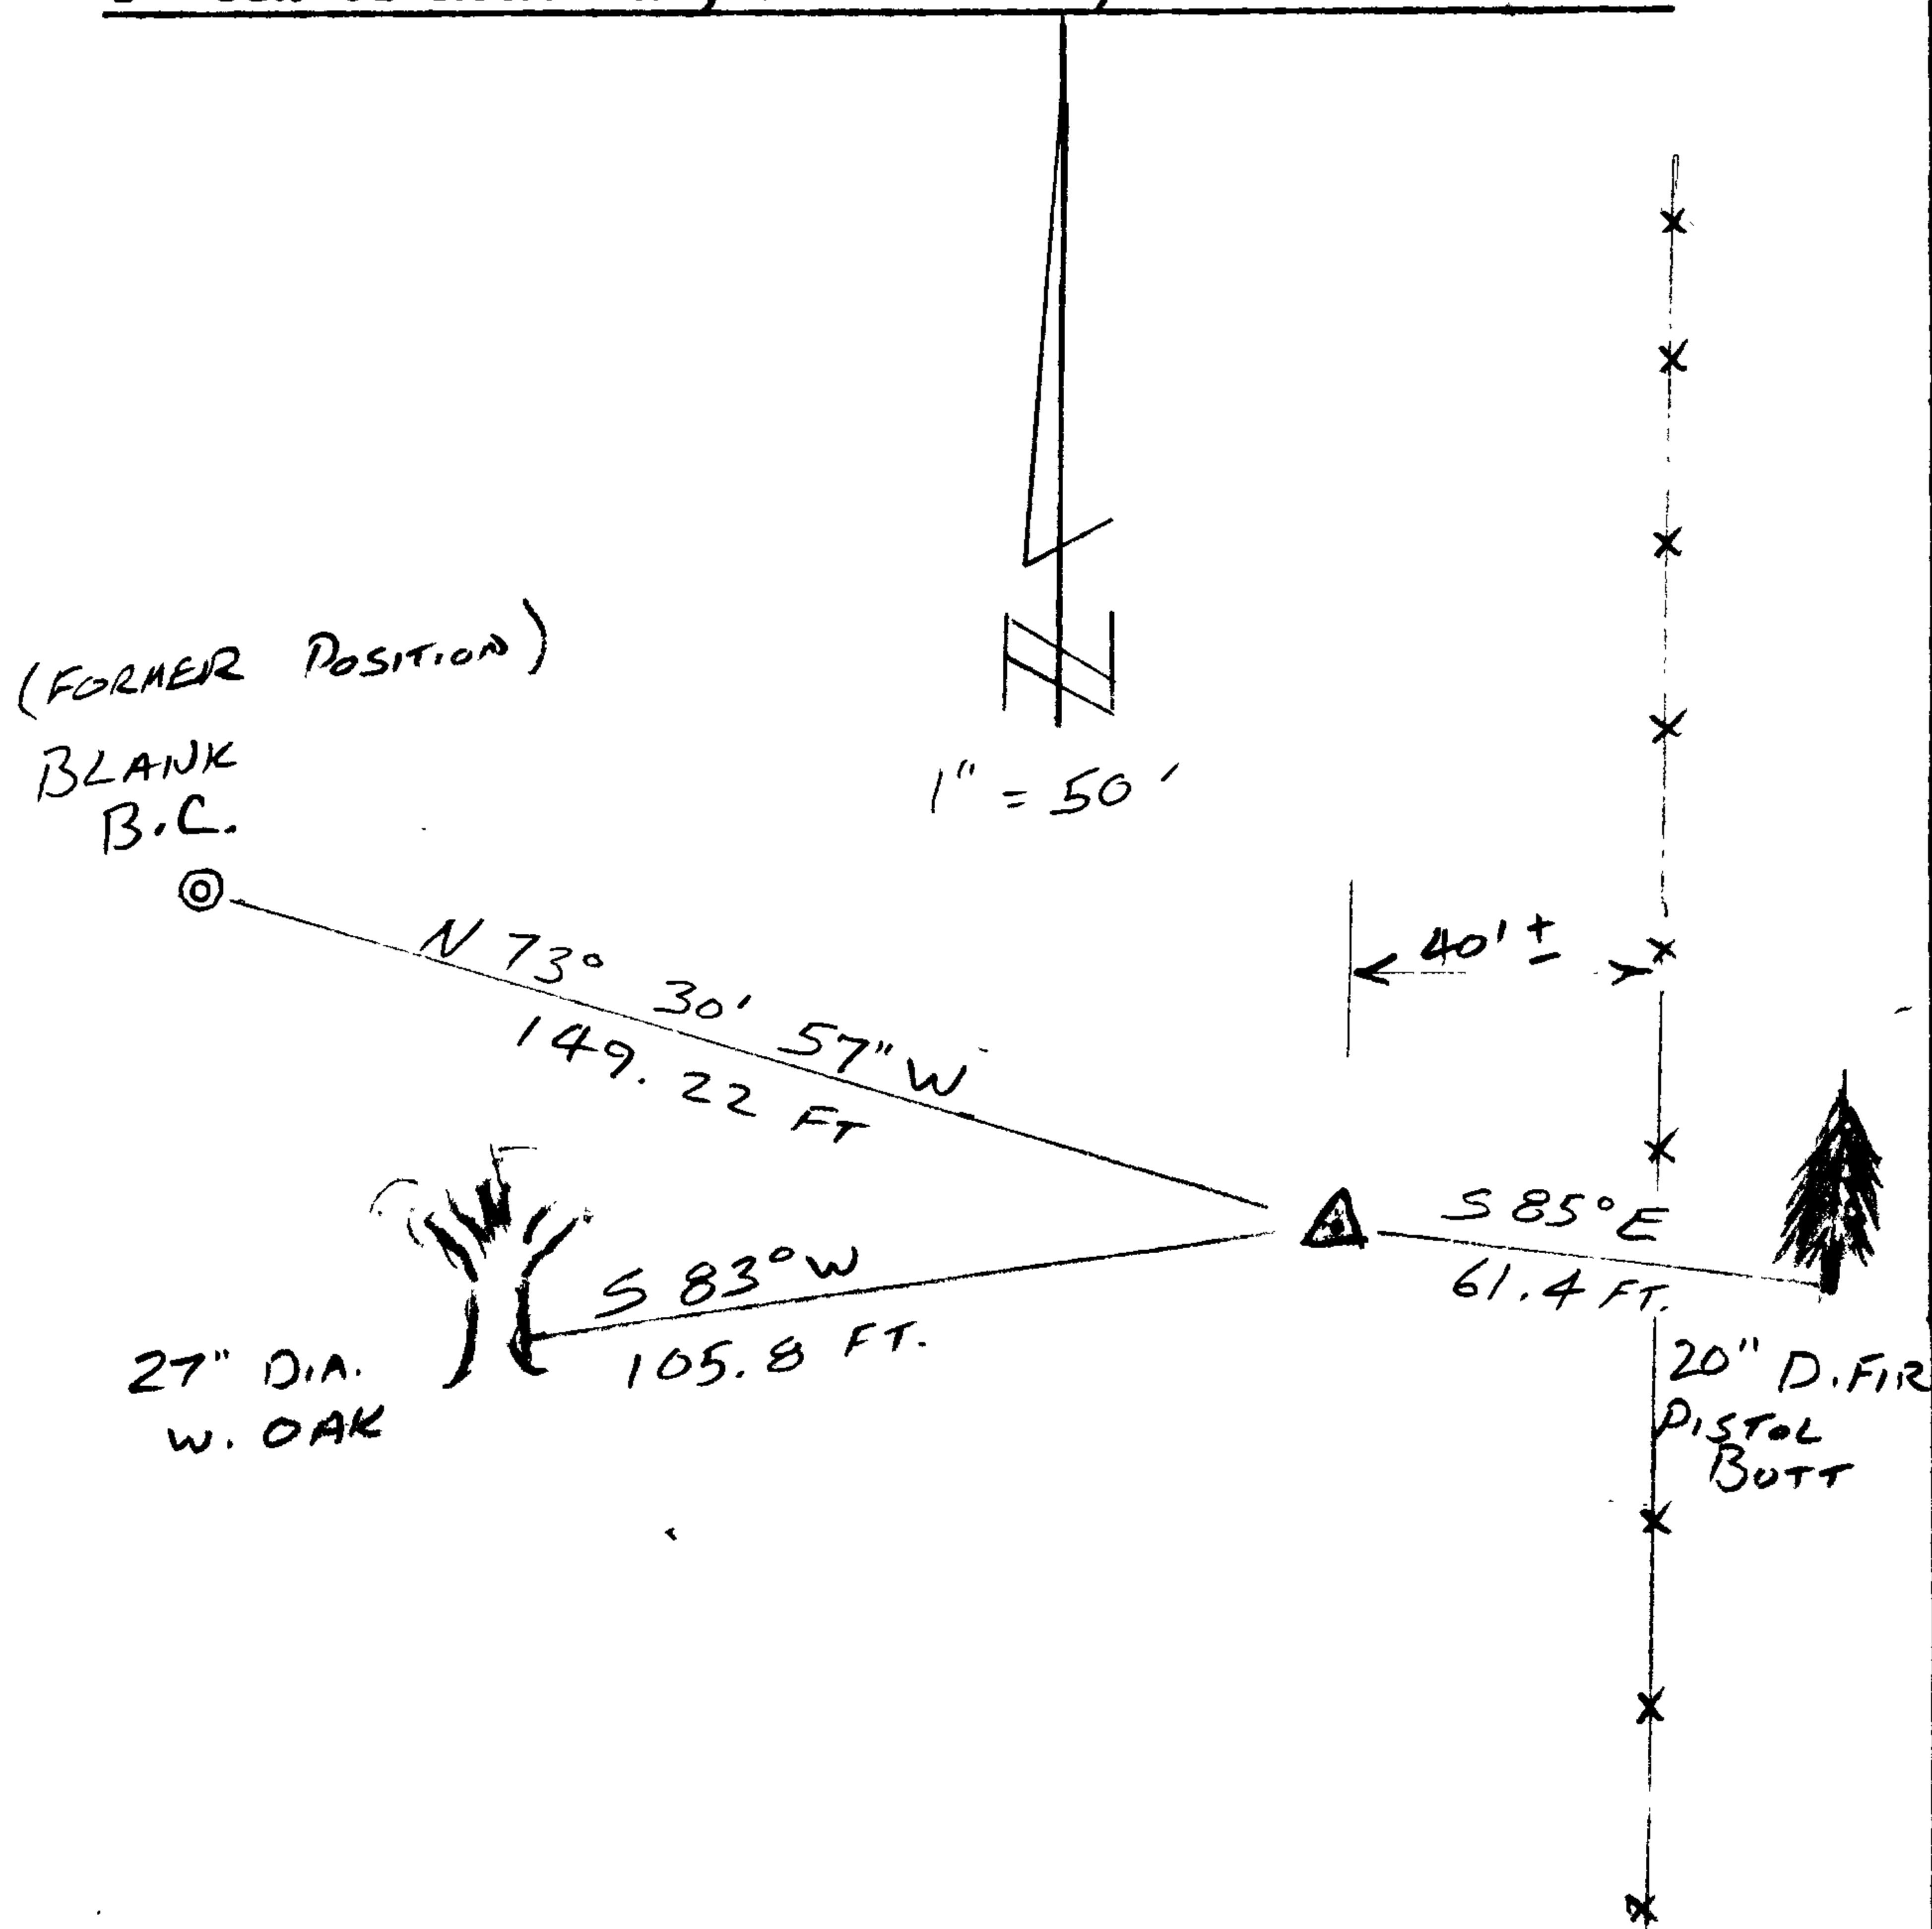 (FORMER POSITION)
BLANK
B.C.
N
1" = 50'
40' ±
N 73° 30' 57" W
149.22 FT
S 85° E
61.4 FT.
S 83° W
105.8 FT.
27" DIA.
W. OAK
20" D. FIR
PISTOL
BUTT